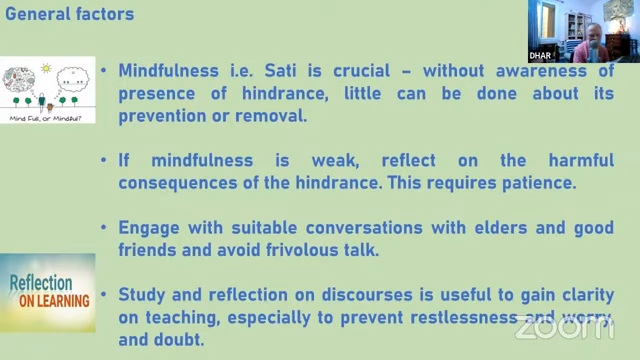 General factors
DHAR
Mind Full, or Mindful?
• Mindfulness i.e. Sati is crucial – without awareness of
presence of hindrance, little can be done about its
prevention or removal.
• If mindfulness is weak, reflect on the harmful
consequences of the hindrance. This requires patience.
• Engage with suitable conversations with elders and good
friends and avoid frivolous talk.
Reflection
ON LEARNING
• Study and reflection on discourses is useful to gain clarity
on teaching, especially to prevent restlessness and worry,
and doubt.
zoom